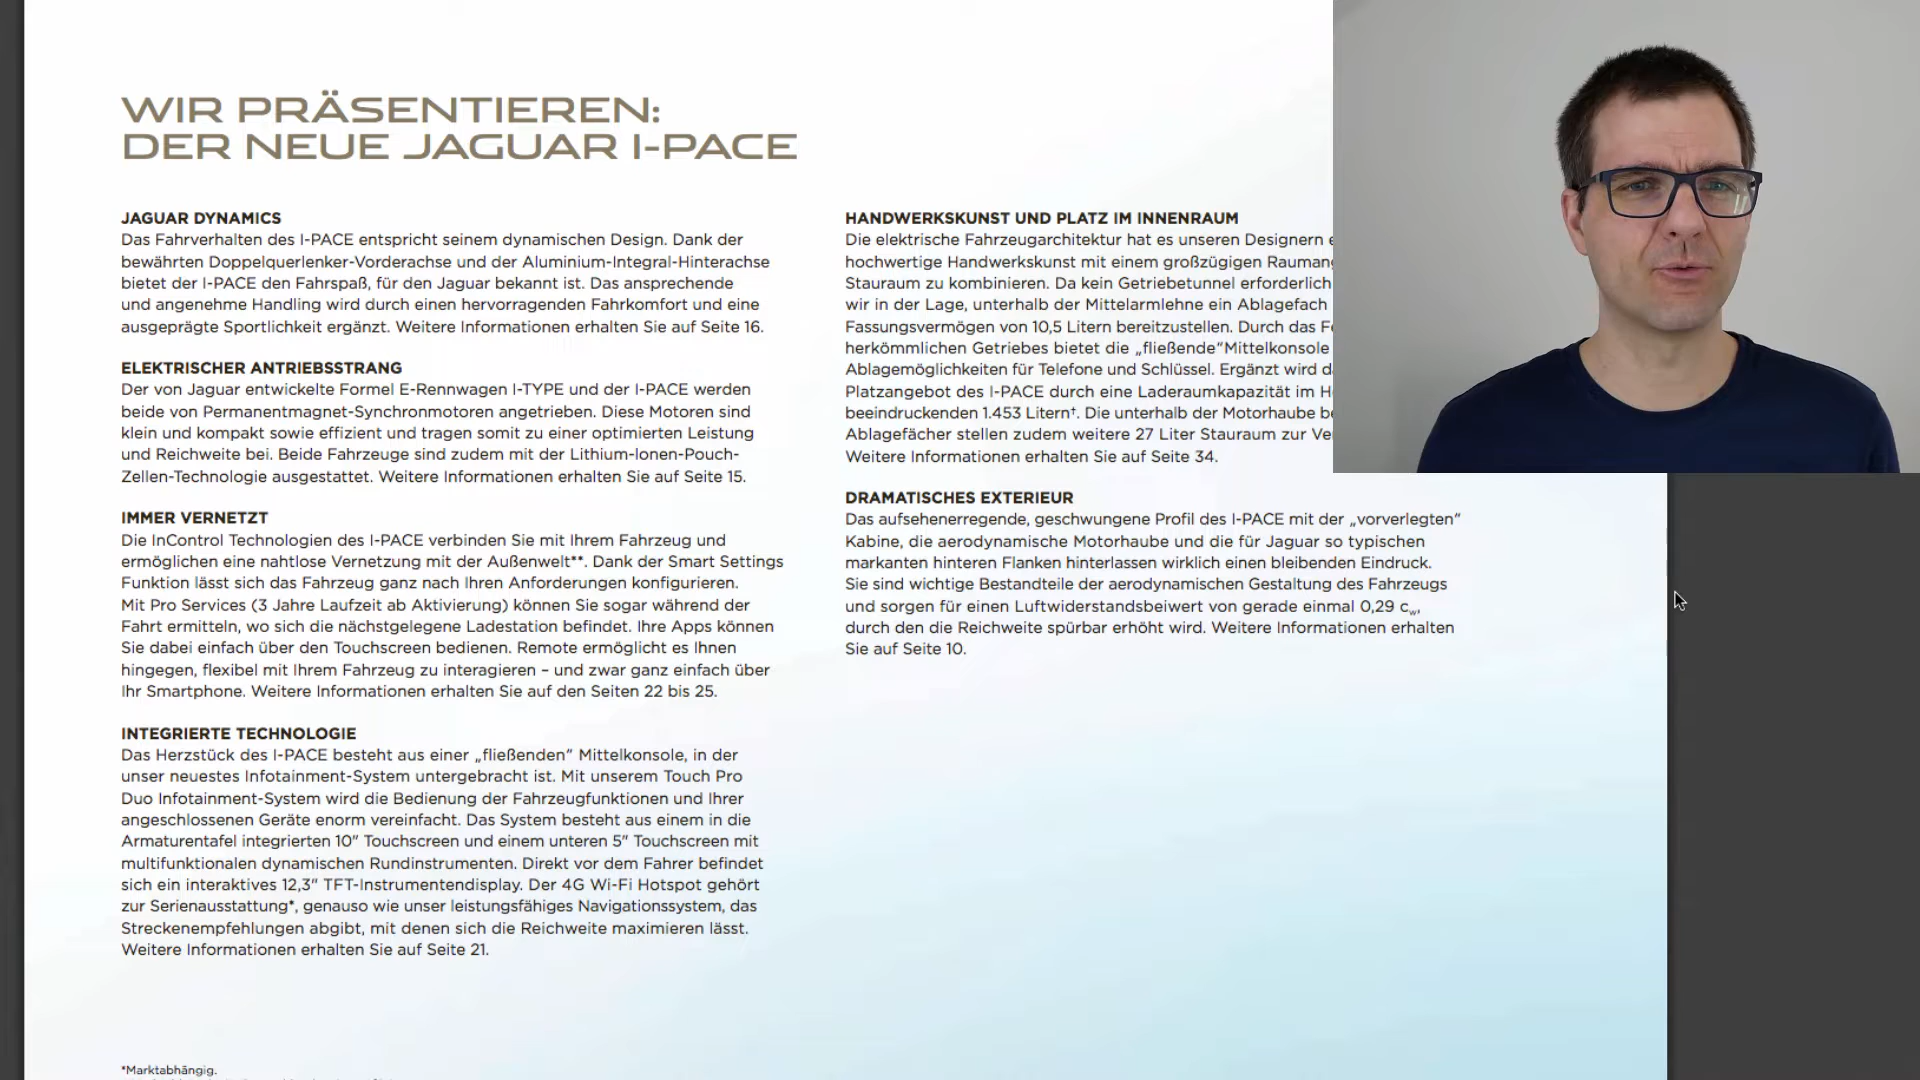 WIR PRÄSENTIEREN:
DER NEUE JAGUAR I-PACE
JAGUAR DYNAMICS
Das Fahrverhalten des I-PACE entspricht seinem dynamischen Design. Dank der
bewährten Doppelquerlenker-Vorderachse und der Aluminium-Integral-Hinterachse
bietet der I-PACE den Fahrspaß, für den Jaguar bekannt ist. Das ansprechende
und angenehme Handling wird durch einen hervorragenden Fahrkomfort und eine
ausgeprägte Sportlichkeit ergänzt. Weitere Informationen erhalten Sie auf Seite 16.
ELEKTRISCHER ANTRIEBSSTRANG
Der von Jaguar entwickelte Formel E-Rennwagen I-TYPE und der I-PACE werden
beide von Permanentmagnet-Synchronmotoren angetrieben. Diese Motoren sind
klein und kompakt sowie effizient und tragen somit zu einer optimierten Leistung
und Reichweite bei. Beide Fahrzeuge sind zudem mit der Lithium-Ionen-Pouch-
Zellen-Technologie ausgestattet. Weitere Informationen erhalten Sie auf Seite 15.
IMMER VERNETZT
Die InControl Technologien des I-PACE verbinden Sie mit Ihrem Fahrzeug und
ermöglichen eine nahtlose Vernetzung mit der Außenwelt**. Dank der Smart Settings
Funktion lässt sich das Fahrzeug ganz nach Ihren Anforderungen konfigurieren.
Mit Pro Services (3 Jahre Laufzeit ab Aktivierung) können Sie sogar während der
Fahrt ermitteln, wo sich die nächstgelegene Ladestation befindet. Ihre Apps können
Sie dabei einfach über den Touchscreen bedienen. Remote ermöglicht es Ihnen
hingegen, flexibel mit Ihrem Fahrzeug zu interagieren – und zwar ganz einfach über
Ihr Smartphone. Weitere Informationen erhalten Sie auf den Seiten 22 bis 25.
INTEGRIERTE TECHNOLOGIE
Das Herzstück des I-PACE besteht aus einer „fließenden" Mittelkonsole, in der
unser neuestes Infotainment-System untergebracht ist. Mit unserem Touch Pro
Duo Infotainment-System wird die Bedienung der Fahrzeugfunktionen und Ihrer
angeschlossenen Geräte enorm vereinfacht. Das System besteht aus einem in die
Armaturentafel integrierten 10" Touchscreen und einem unteren 5" Touchscreen mit
multifunktionalen dynamischen Rundinstrumenten. Direkt vor dem Fahrer befindet
sich ein interaktives 12,3" TFT-Instrumentendisplay. Der 4G Wi-Fi Hotspot gehört
zur Serienausstattung*, genauso wie unser leistungsfähiges Navigationssystem, das
Streckenempfehlungen abgibt, mit denen sich die Reichweite maximieren lässt.
Weitere Informationen erhalten Sie auf Seite 21.
HANDWERKSKUNST UND PLATZ IM INNENRAUM
Die elektrische Fahrzeugarchitektur hat es unseren Designern
hochwertige Handwerkskunst mit einem großzügigen
Stauraum zu kombinieren. Da kein Getriebetunnel erforderlich
wir in der Lage, unterhalb der Mittelarmlehne ein Ablagefach
Fassungsvermögen von 10,5 Litern bereitzustellen. Durch das
herkömmlichen Getriebes bietet die „fließende"Mittelkonsole
Ablagemöglichkeiten für Telefone und Schlüssel. Ergänzt wird
Platzangebot des I-PACE durch eine Laderaumkapazität im
beeindruckenden 1.453 Litern†. Die unterhalb der Motorhaube
Ablagefächer stellen zudem weitere 27 Liter Stauraum zur
Weitere Informationen erhalten Sie auf Seite 34.
DRAMATISCHES EXTERIEUR
Das aufsehenerregende, geschwungene Profil des I-PACE mit der „vorverlegten"
Kabine, die aerodynamische Motorhaube und die für Jaguar so typischen
markanten hinteren Flanken hinterlassen wirklich einen bleibenden Eindruck.
Sie sind wichtige Bestandteile der aerodynamischen Gestaltung des Fahrzeugs
und sorgen für einen Luftwiderstandsbeiwert von gerade einmal 0,29 cw,
durch den die Reichweite spürbar erhöht wird. Weitere Informationen erhalten
Sie auf Seite 10.
*Marktabhängig.